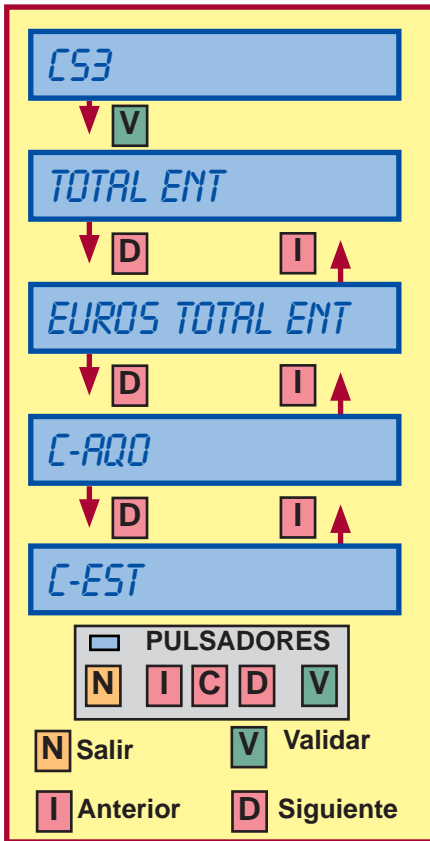 CS3
V
TOTAL ENT
D I
EUROS TOTAL ENT
D I
C-AQO
D I
C-EST
PULSADORES
N I C D V
N Salir V Validar
I Anterior D Siguiente